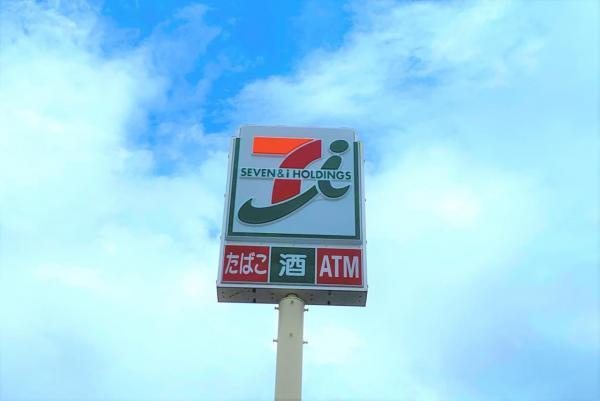 7i
SEVEN & i HOLDINGS
たばこ 酒 ATM